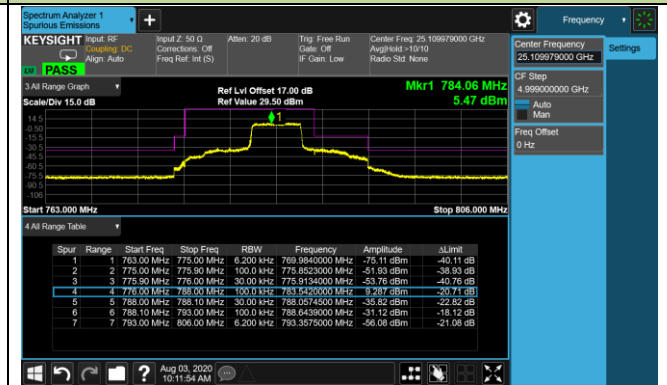 Spectrum Analyzer 1
Spurious Emissions
+
Frequency
KEYSIGHT
Input: RF
Coupling: DC
Align: Auto
Input Z: 50 Ω
Corrections: Off
Freq Ref: Int (S)
Atten: 20 dB
Trig: Free Run
Gate: Off
IF Gain: Low
Center Freq: 25.109979000 GHz
Avg|Hold:>10/10
Radio Std: None
PASS
Center Frequency
25.109979000 GHz
Settings
CF Step
4.999000000 GHz
Auto
Man
Freq Offset
0 Hz
3 All Range Graph
Scale/Div 15.0 dB
Ref Lvl Offset 17.00 dB
Ref Value 29.50 dBm
Mkr1 784.06 MHz
5.47 dBm
1
14.5
-0.50
-15.5
-30.5
-45.5
-60.5
-75.5
-90.5
-106
Start 763.000 MHz
Stop 806.000 MHz
4 All Range Table
Spur Range Start Freq Stop Freq RBW Frequency Amplitude ΔLimit
1 1 763.00 MHz 775.00 MHz 6.200 kHz 769.9840000 MHz -75.11 dBm -40.11 dB
2 2 775.00 MHz 775.90 MHz 100.0 kHz 775.8523000 MHz -51.93 dBm -38.93 dB
3 3 775.90 MHz 776.00 MHz 30.00 kHz 775.9134000 MHz -53.76 dBm -40.76 dB
4 4 776.00 MHz 788.00 MHz 100.0 kHz 783.5420000 MHz 9.287 dBm -20.71 dB
5 5 788.00 MHz 788.10 MHz 30.00 kHz 788.0574500 MHz -35.82 dBm -22.82 dB
6 6 788.10 MHz 793.00 MHz 100.0 kHz 788.6439000 MHz -31.12 dBm -18.12 dB
7 7 793.00 MHz 806.00 MHz 6.200 kHz 793.3575000 MHz -56.08 dBm -21.08 dB
?
Aug 03, 2020
10:11:54 AM